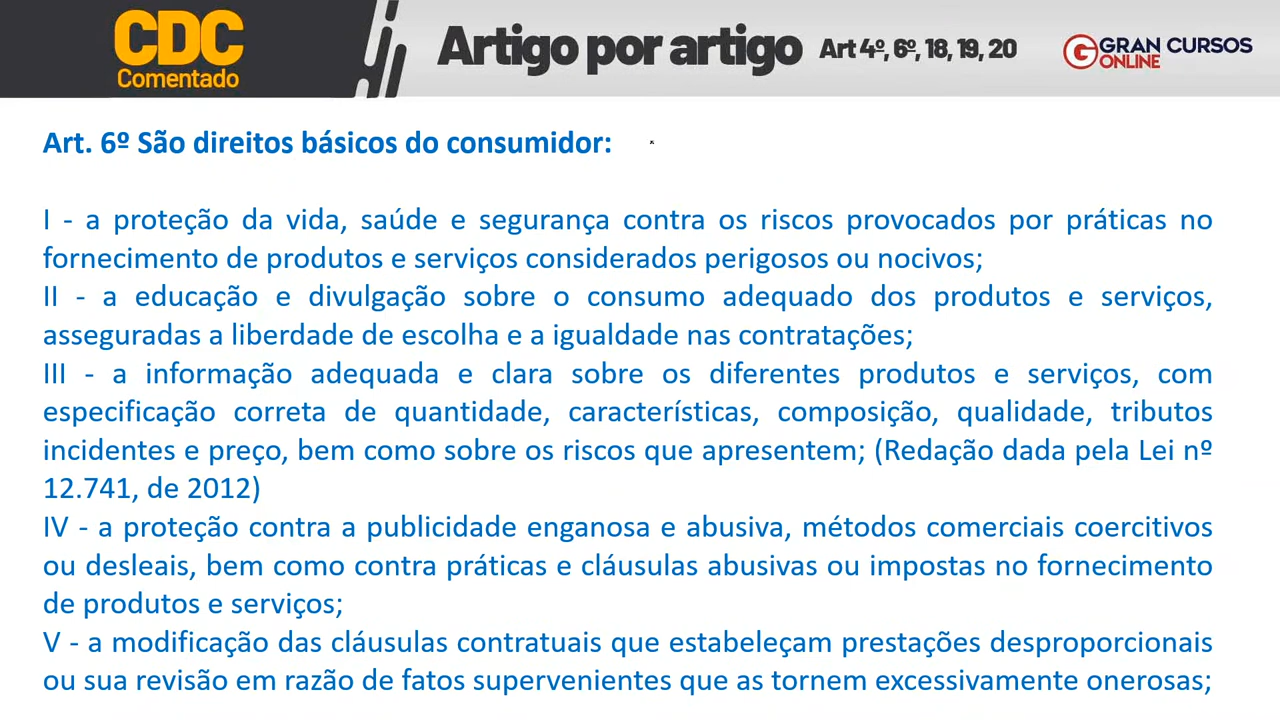 CDC
Comentado
Artigo por artigo Art 4º, 6º, 18, 19, 20
GRAN CURSOS
ONLINE
Art. 6º São direitos básicos do consumidor:
I - a proteção da vida, saúde e segurança contra os riscos provocados por práticas no
fornecimento de produtos e serviços considerados perigosos ou nocivos;
II - a educação e divulgação sobre o consumo adequado dos produtos e serviços,
asseguradas a liberdade de escolha e a igualdade nas contratações;
III - a informação adequada e clara sobre os diferentes produtos e serviços, com
especificação correta de quantidade, características, composição, qualidade, tributos
incidentes e preço, bem como sobre os riscos que apresentem; (Redação dada pela Lei nº
12.741, de 2012)
IV - a proteção contra a publicidade enganosa e abusiva, métodos comerciais coercitivos
ou desleais, bem como contra práticas e cláusulas abusivas ou impostas no fornecimento
de produtos e serviços;
V - a modificação das cláusulas contratuais que estabeleçam prestações desproporcionais
ou sua revisão em razão de fatos supervenientes que as tornem excessivamente onerosas;